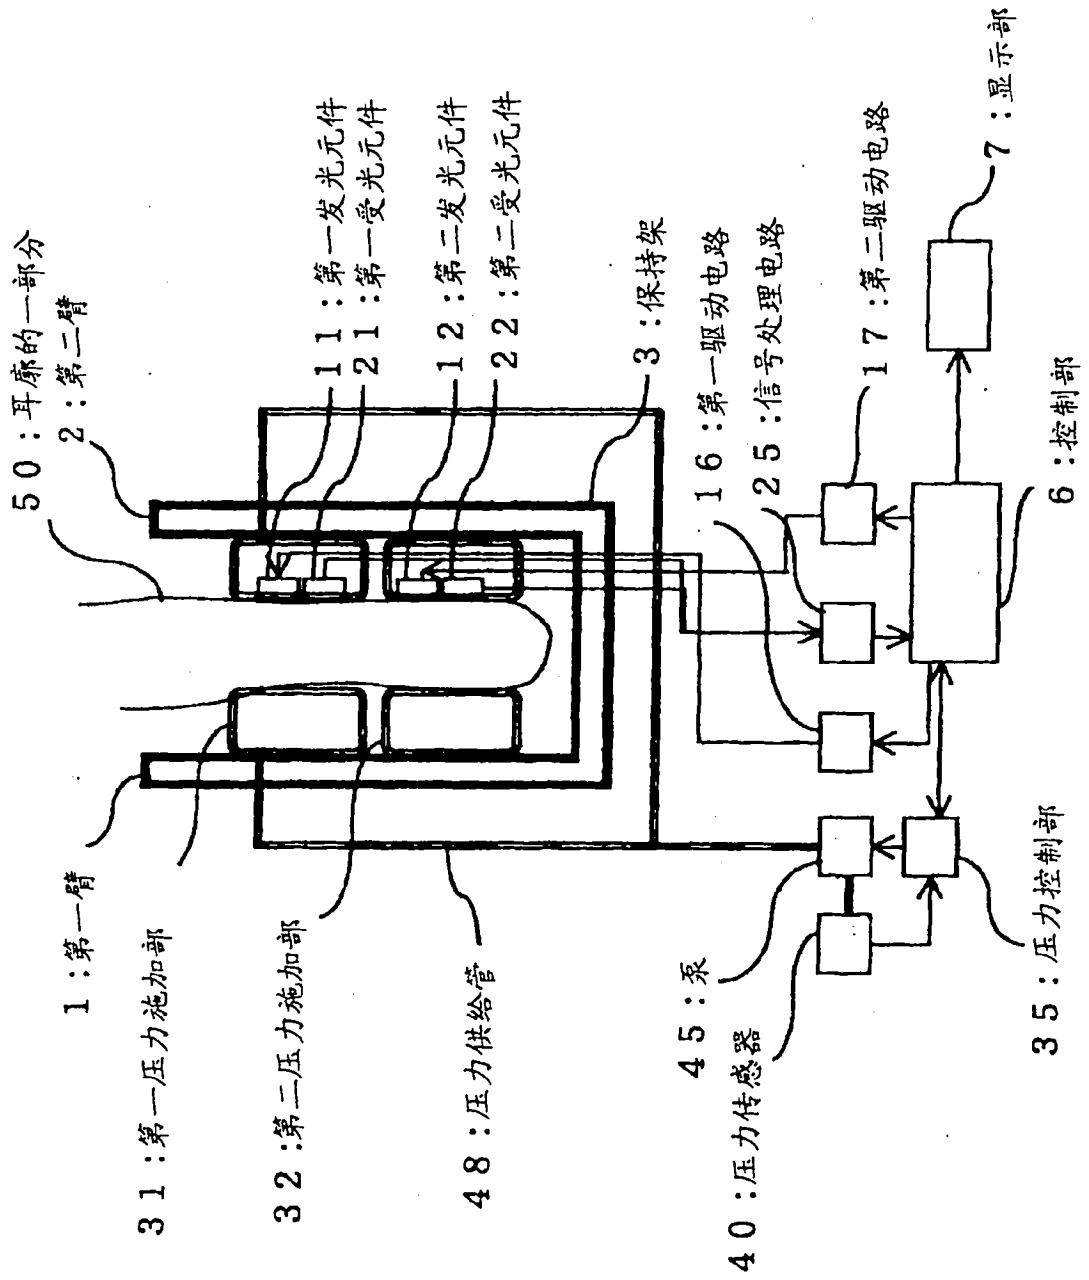 50:耳廓的一部分
2:第二臂
11:第一发光元件
21:第一受光元件
12:第二发光元件
22:第二受光元件
3:保持架
16:第一驱动电路
25:信号处理电路
17:第二驱动电路
7:显示部
6:控制部
1:第一臂
31:第一压力施加部
32:第二压力施加部
48:压力供给管
45:泵
40:压力传感器
35:压力控制部